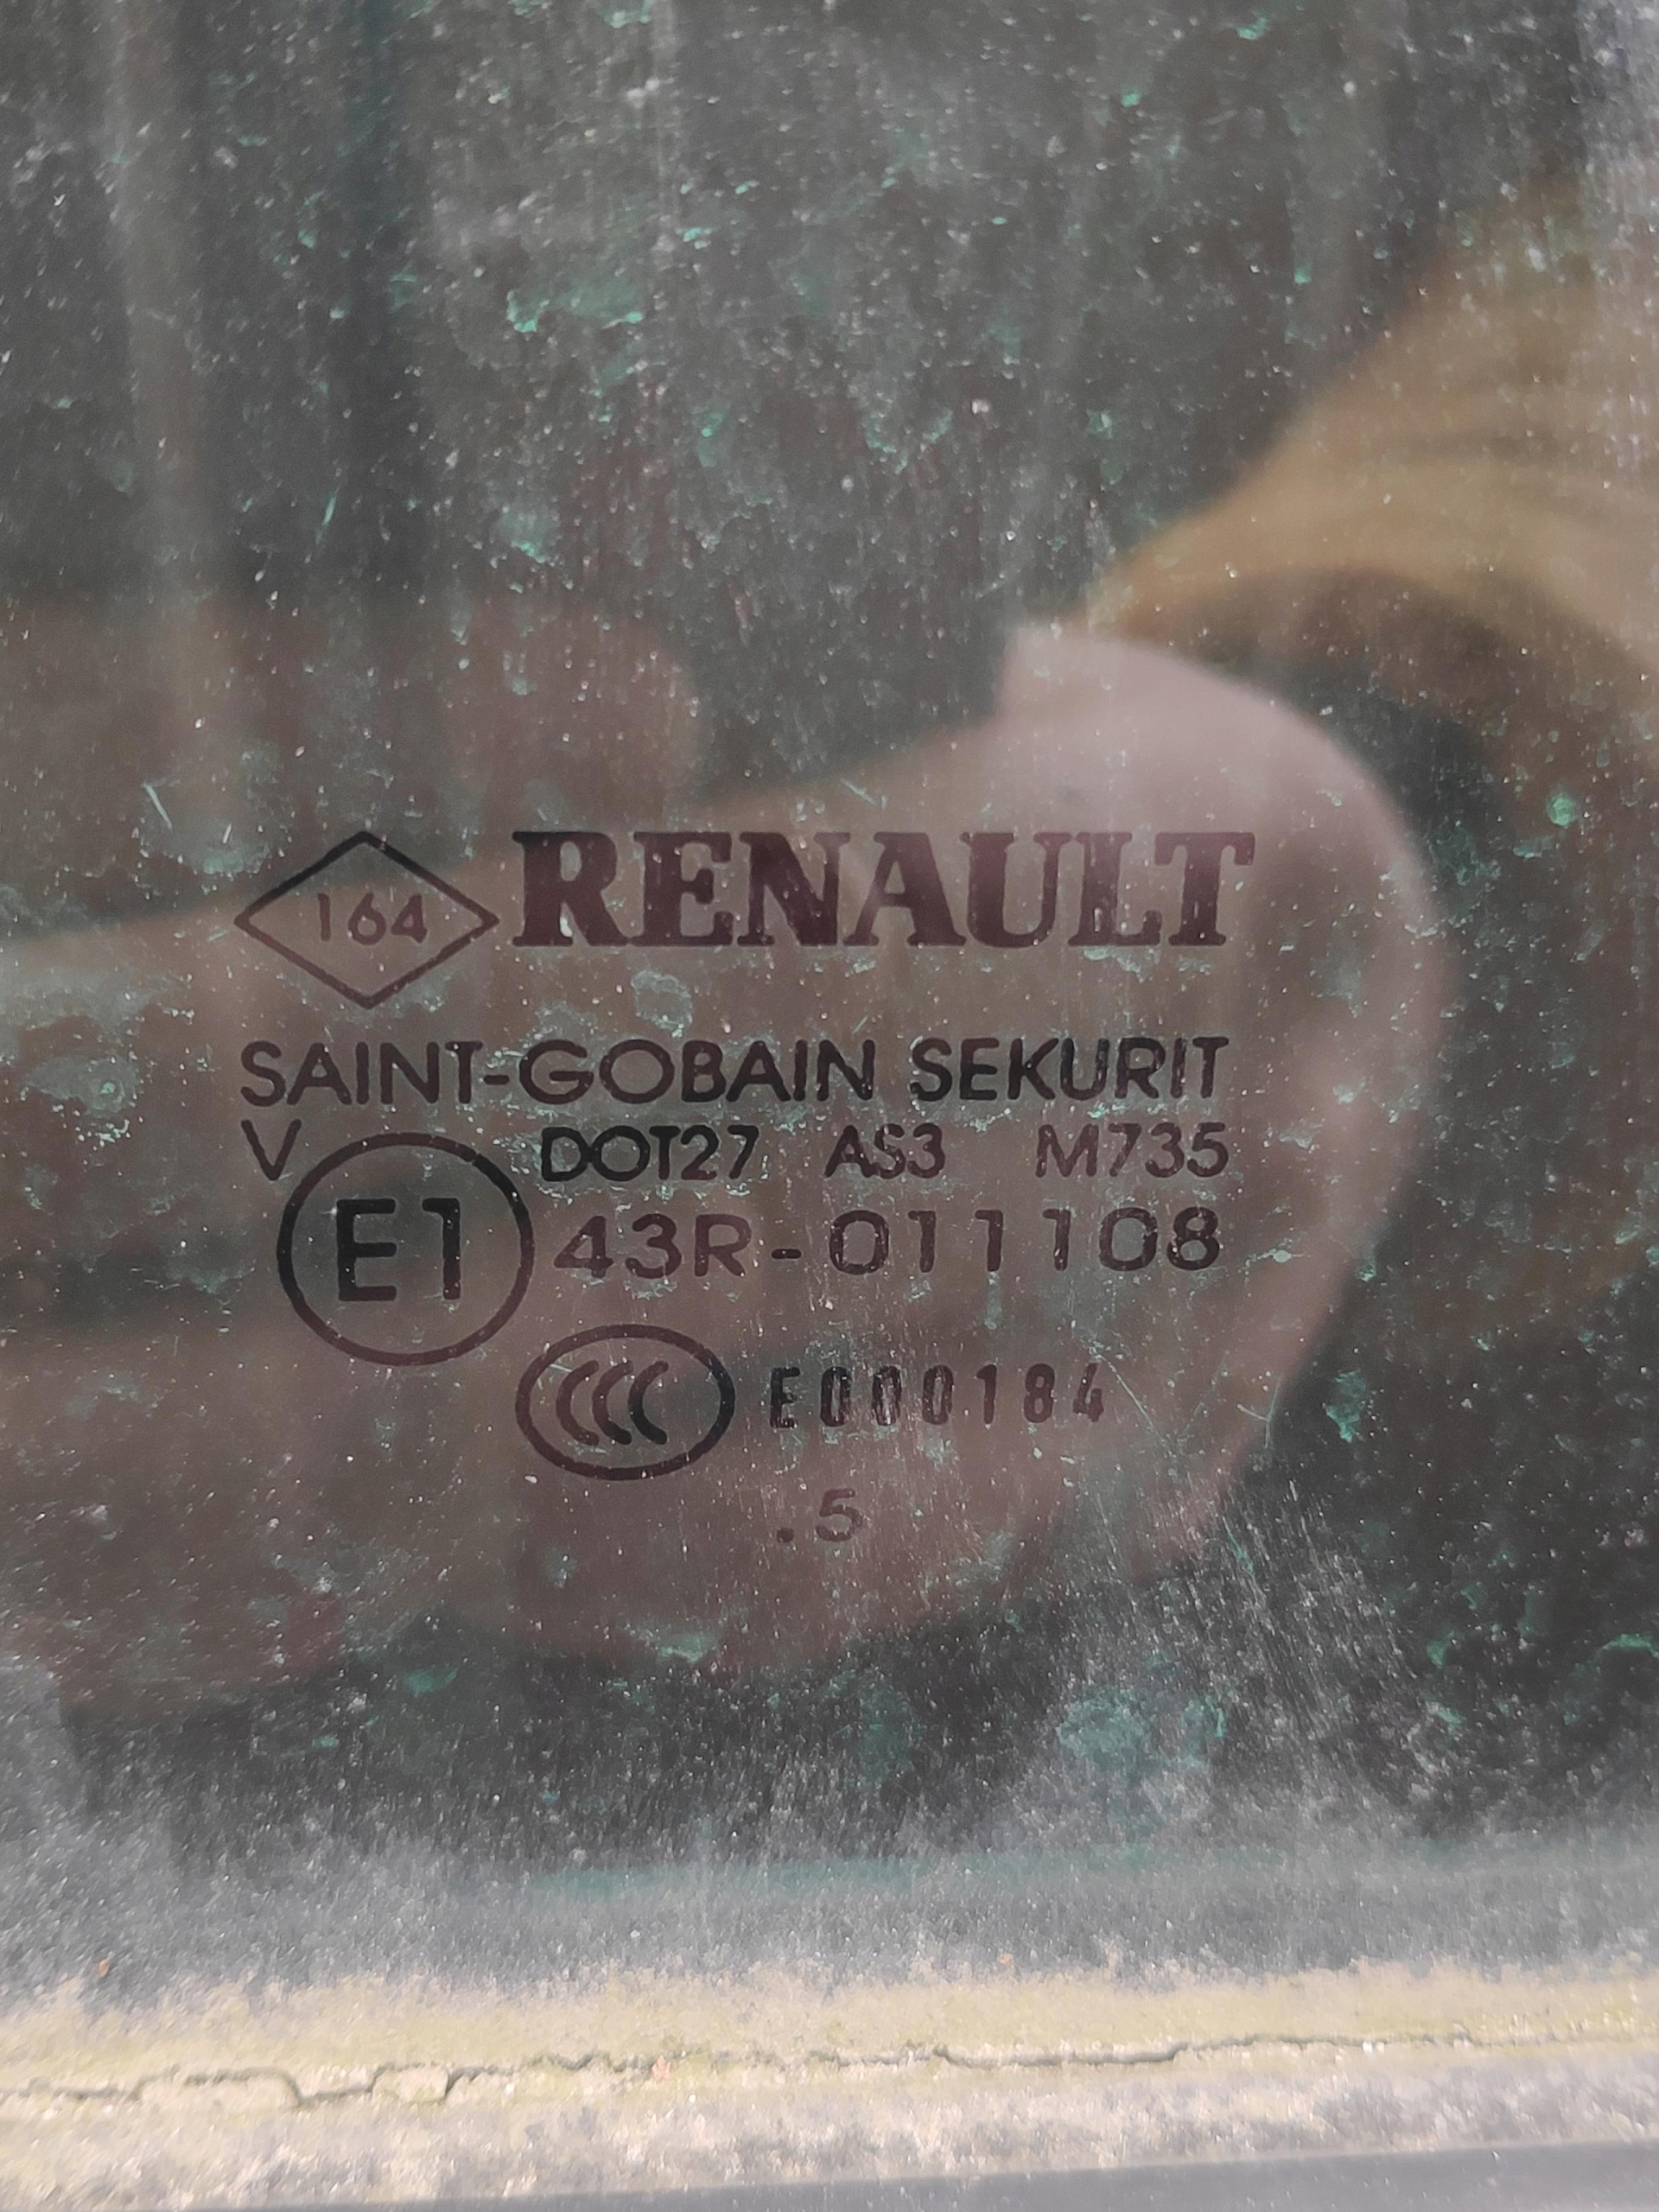 164 RENAULT
SAINT-GOBAIN SEKURIT
V DOT27 AS3 M735
E1 43R-011108
CCC E000184
.5